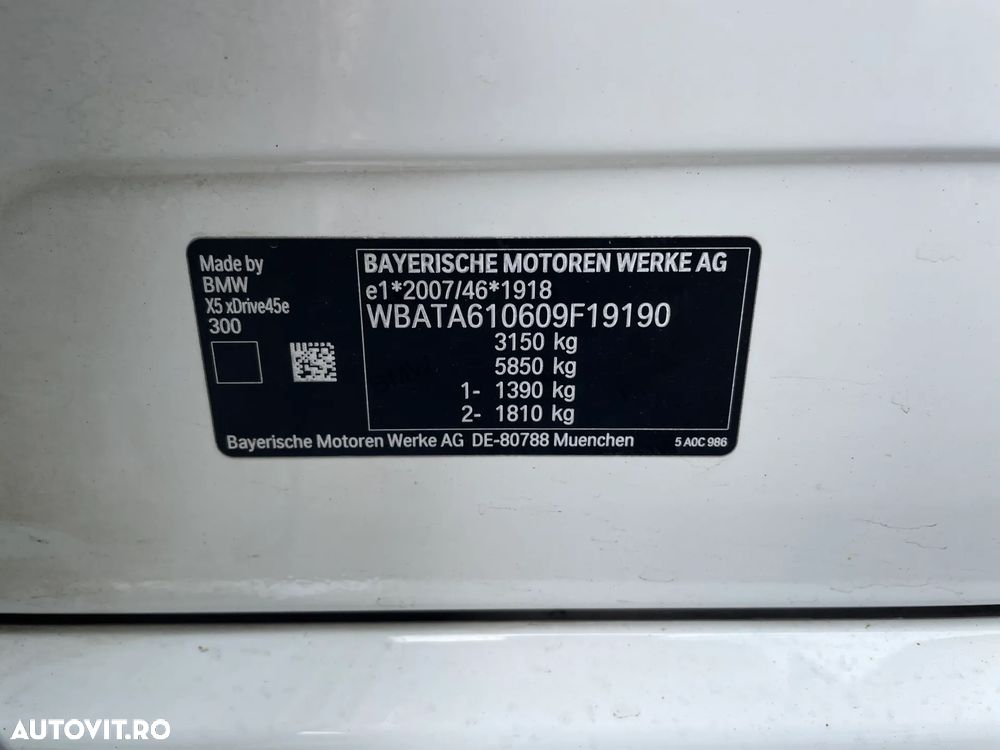 Made by
BMW
X5 xDrive45e
300
BAYERISCHE MOTOREN WERKE AG
e1*2007/46*1918
WBATA610609F19190
3150 kg
5850 kg
1- 1390 kg
2- 1810 kg
Bayerische Motoren Werke AG DE-80788 Muenchen
5 A0C 986
AUTOVIT.RO